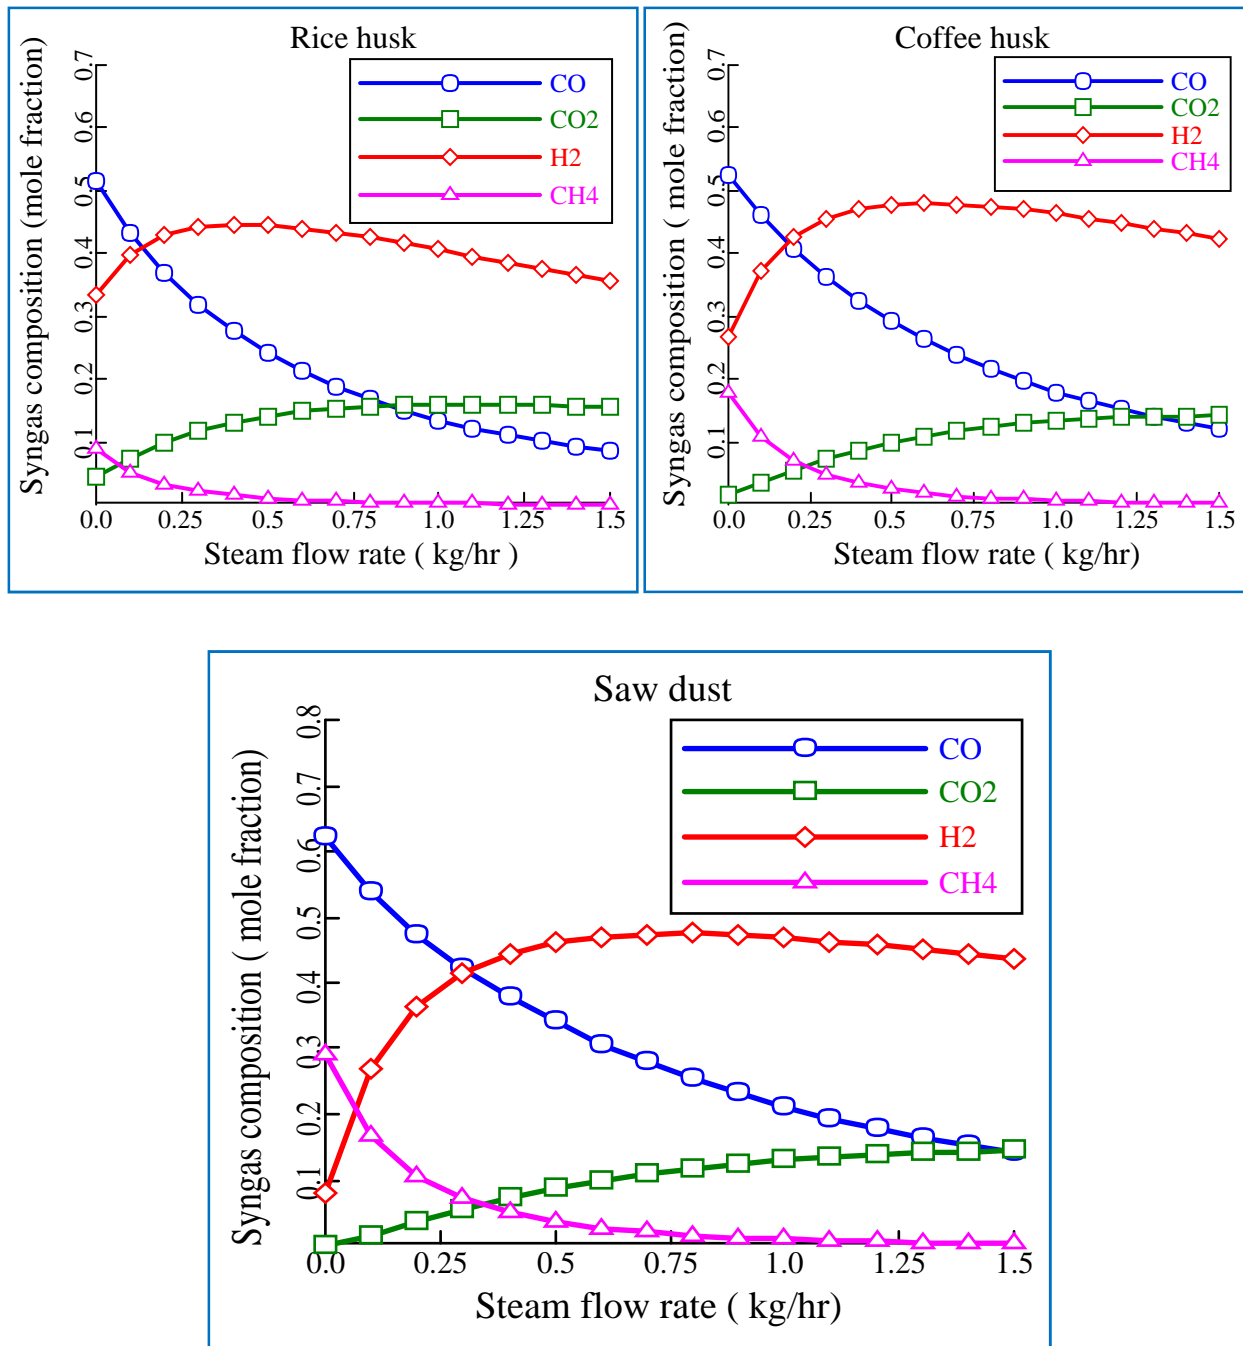 Rice husk
Syngas composition (mole fraction)
0.7
0.6
0.5
0.4
0.3
0.2
0.1
CO
CO2
H2
CH4
0.0 0.25 0.5 0.75 1.0 1.25 1.5
Steam flow rate ( kg/hr )
Coffee husk
Syngas composition ( mole fraction)
0.7
0.6
0.5
0.4
0.3
0.2
0.1
CO
CO2
H2
CH4
0.0 0.25 0.5 0.75 1.0 1.25 1.5
Steam flow rate ( kg/hr)
Saw dust
Syngas composition ( mole fraction)
0.8
0.7
0.6
0.5
0.4
0.3
0.2
0.1
CO
CO2
H2
CH4
0.0 0.25 0.5 0.75 1.0 1.25 1.5
Steam flow rate ( kg/hr)